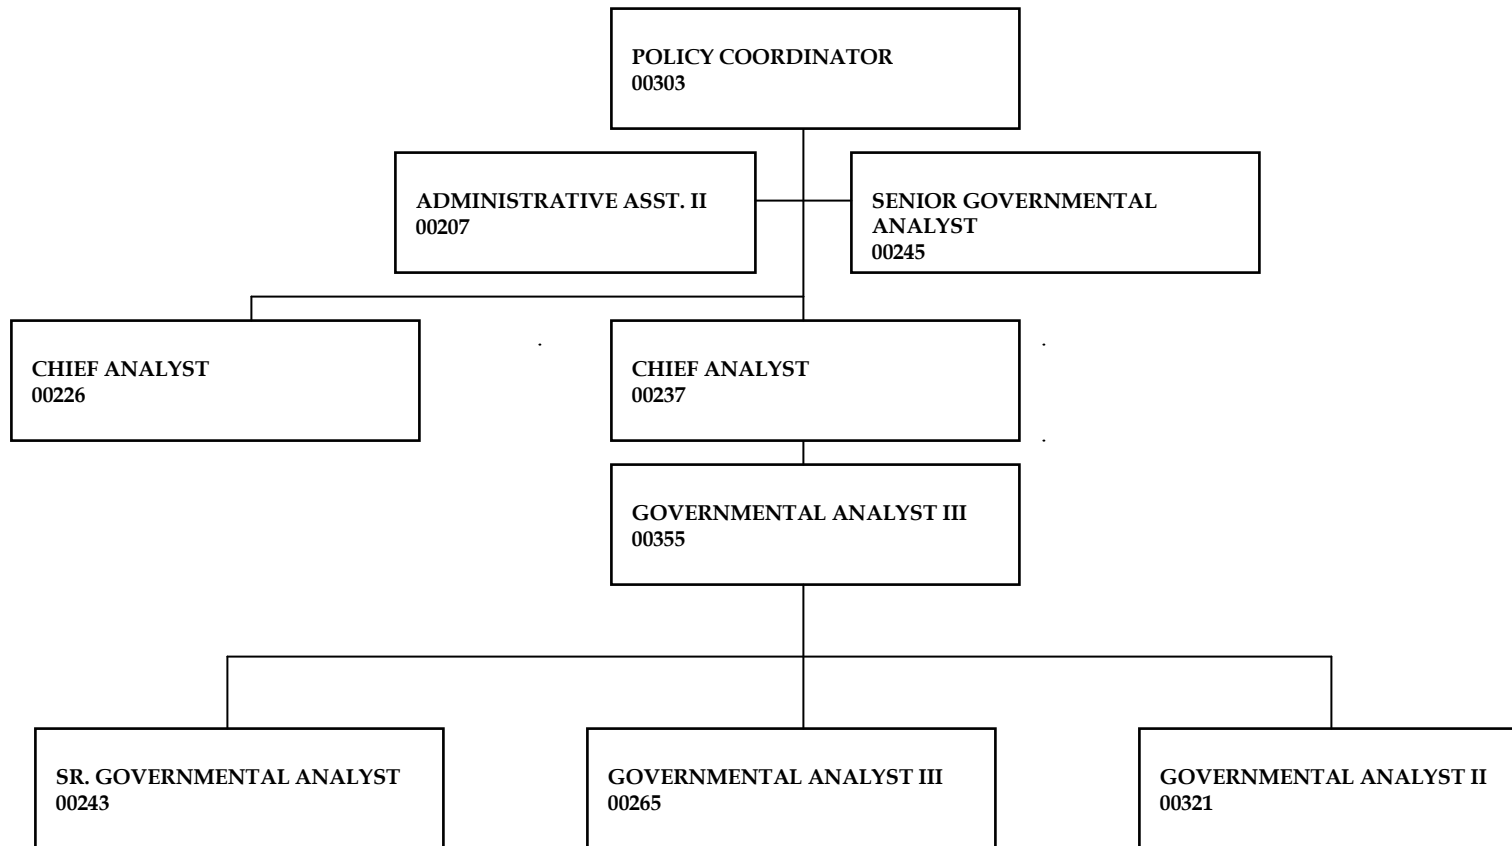 POLICY COORDINATOR
00303
ADMINISTRATIVE ASST. II
00207
SENIOR GOVERNMENTAL
ANALYST
00245
CHIEF ANALYST
00226
CHIEF ANALYST
00237
GOVERNMENTAL ANALYST III
00355
SR. GOVERNMENTAL ANALYST
00243
GOVERNMENTAL ANALYST III
00265
GOVERNMENTAL ANALYST II
00321